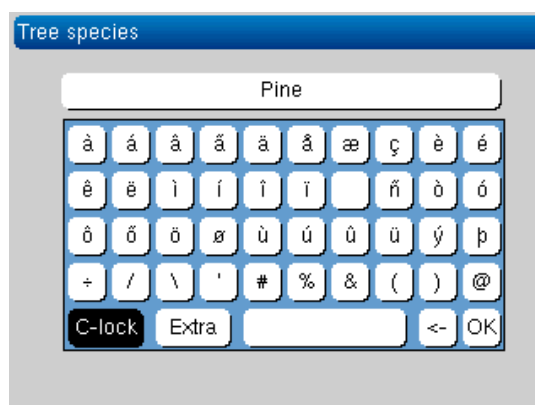 Tree species
Pine
à á â ã ä å æ ç è é
ê ë ì í î ï ñ ò ó
ô õ ö ø ù ú û ü ý þ
÷ / \ ' # % & ( ) @
C-lock Extra <- OK